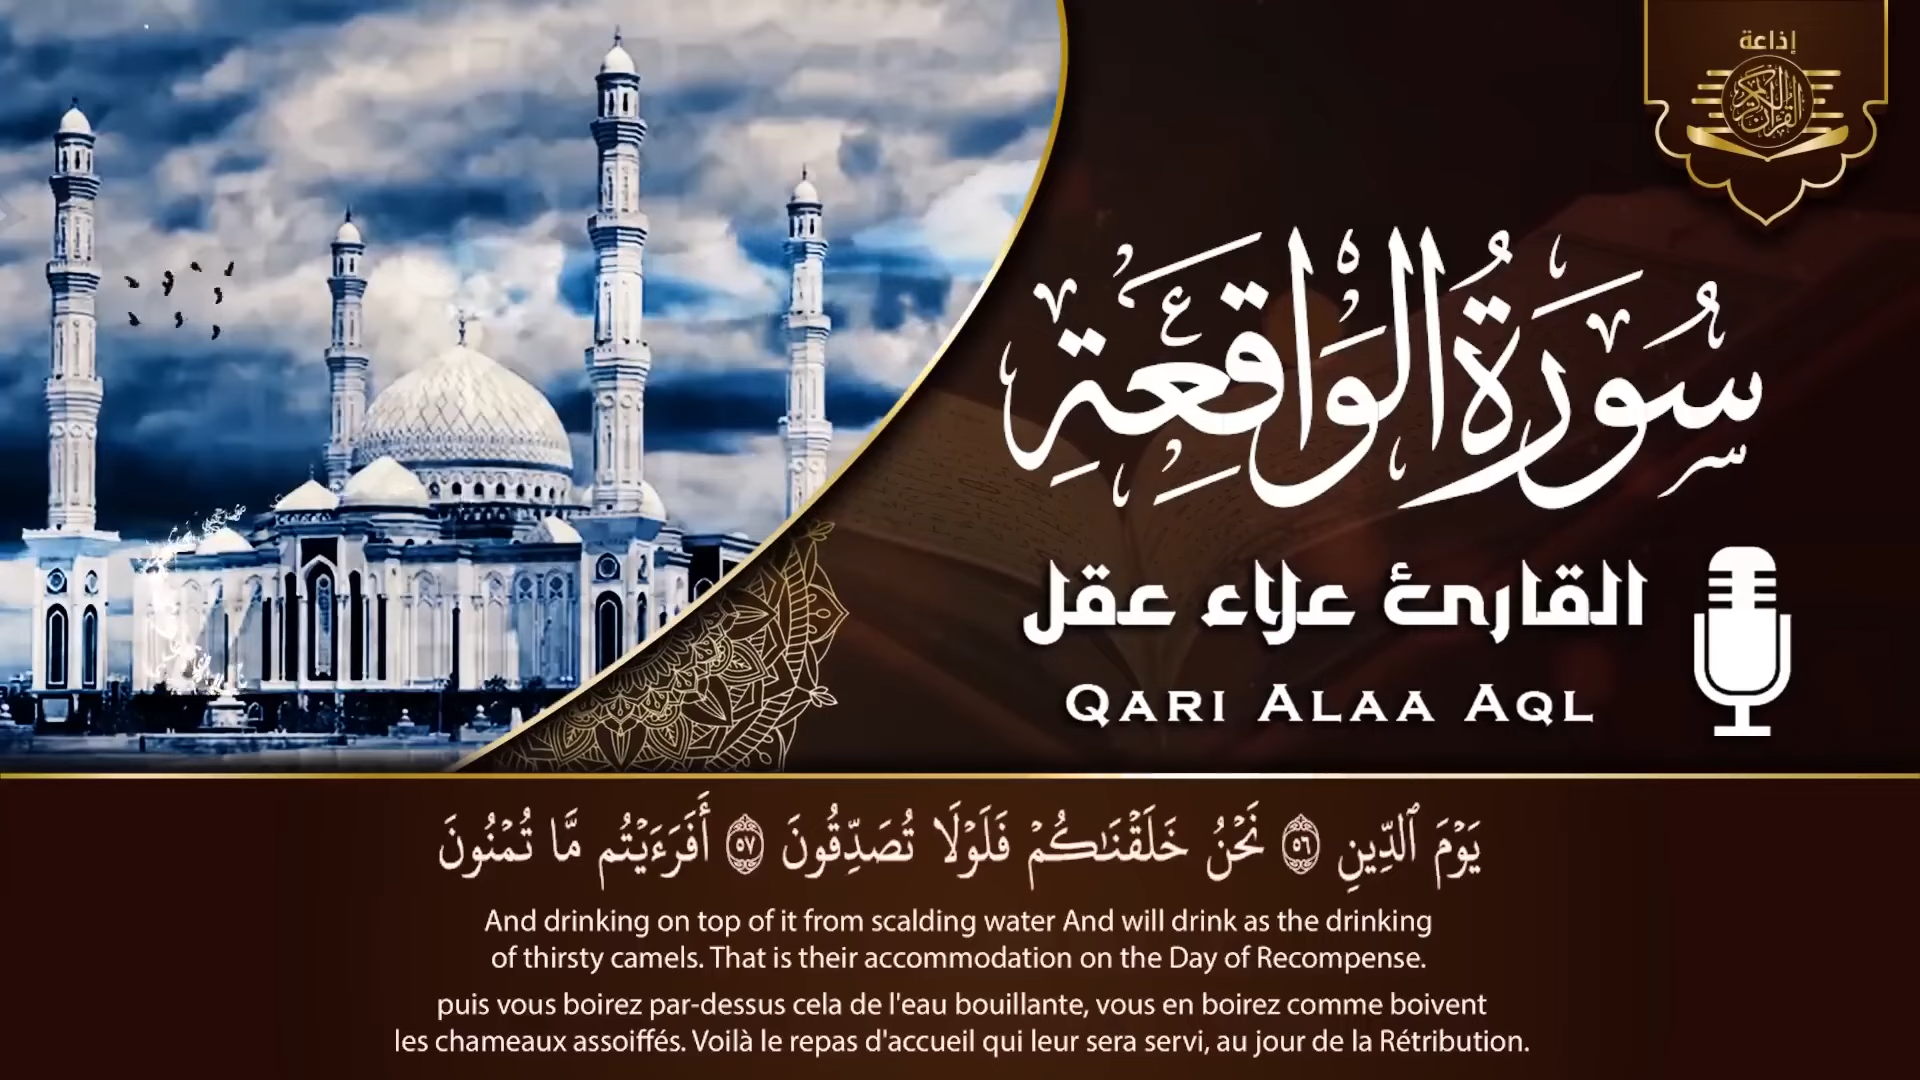 إذاعة
القرآن الكريم
سُورَةُ الْوَاقِعَةِ
القارئ علاء عقل
QARI ALAA AQL
يَوْمَ ٱلدِّينِ ٥٦ نَحْنُ خَلَقْنَـٰكُمْ فَلَوْلَا تُصَدِّقُونَ ٥٧ أَفَرَءَيْتُم مَّا تُمْنُونَ
And drinking on top of it from scalding water And will drink as the drinking
of thirsty camels. That is their accommodation on the Day of Recompense.
puis vous boirez par-dessus cela de l'eau bouillante, vous en boirez comme boivent
les chameaux assoiffés. Voilà le repas d'accueil qui leur sera servi, au jour de la Rétribution.